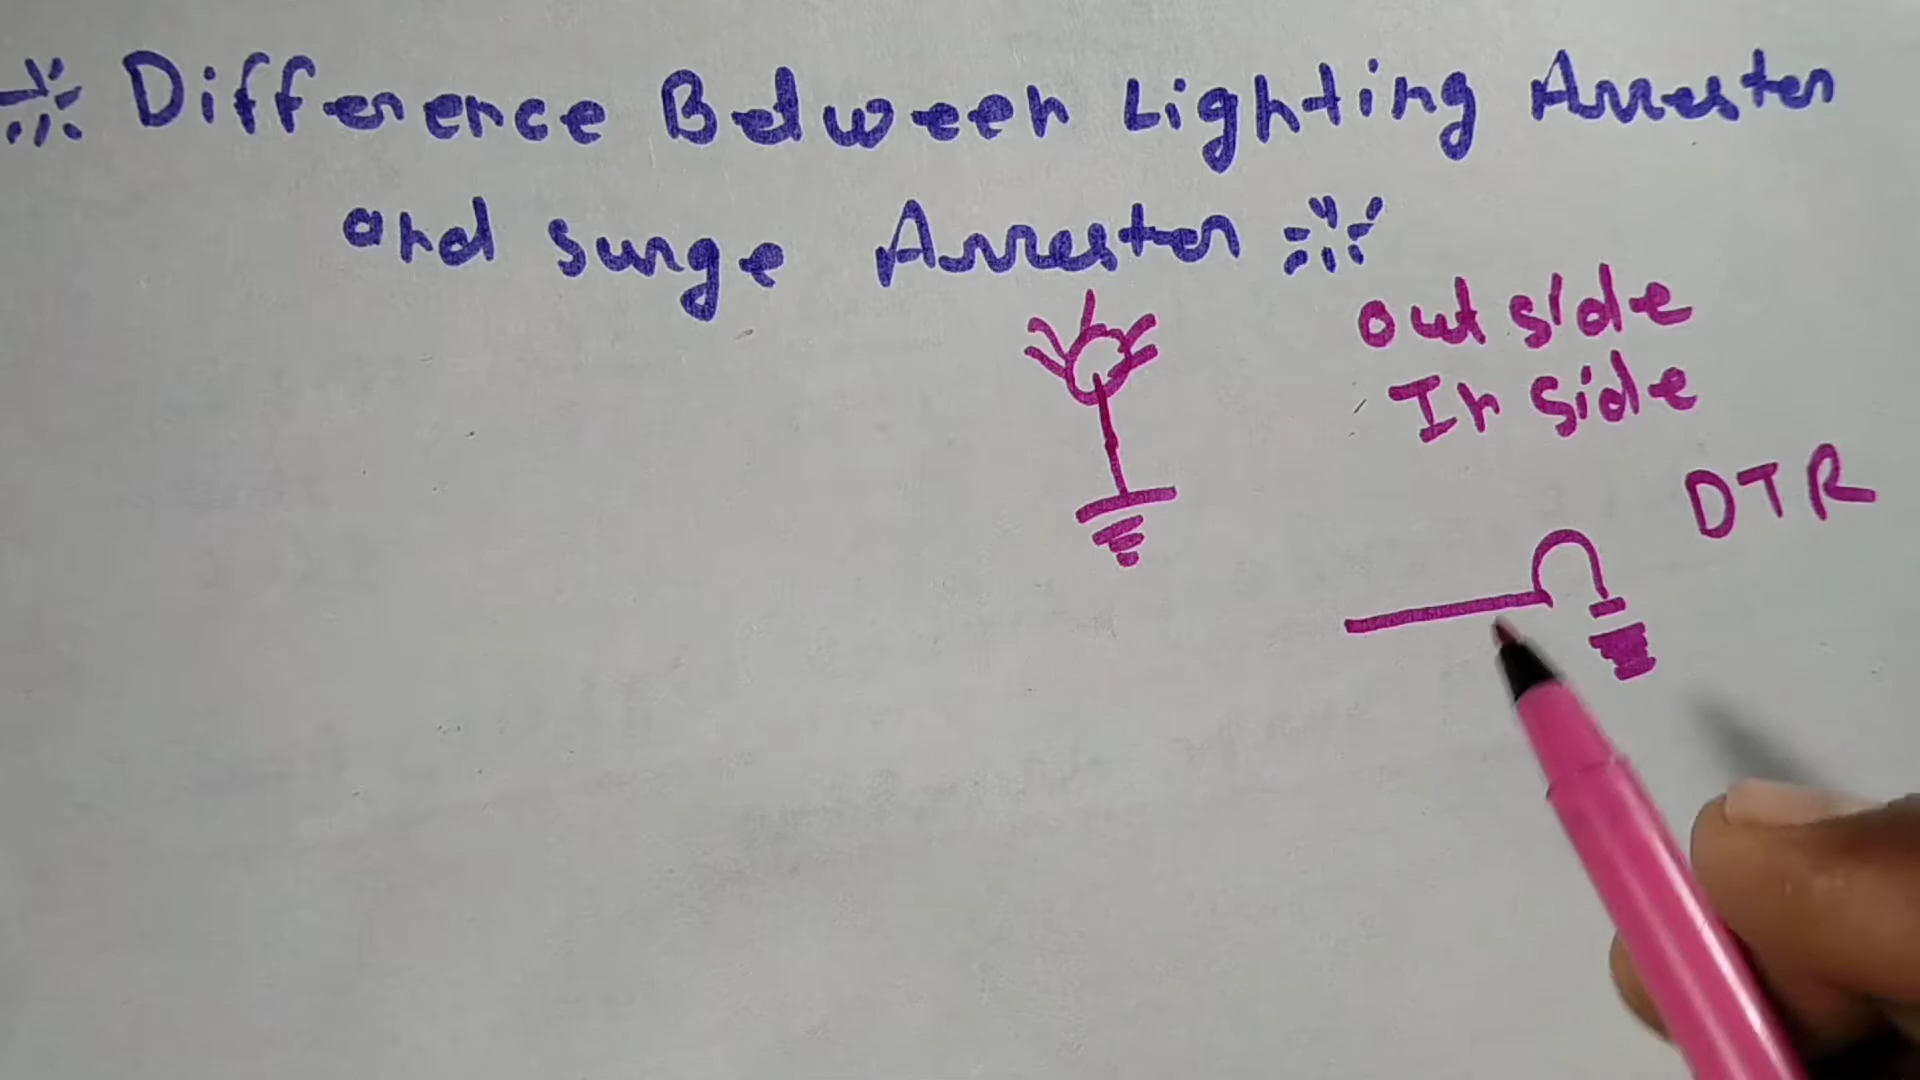 Difference Between Lighting Arrester
and Surge Arrester
Out side
In side
DTR